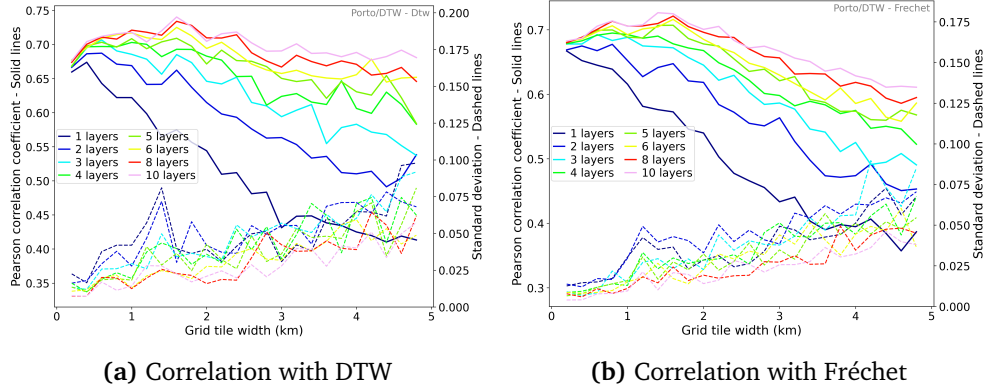 Porto/DTW - Dtw
Pearson correlation coefficient - Solid lines
0.75
0.70
0.65
0.60
0.55
0.50
0.45
0.40
0.35
1 layers
2 layers
3 layers
4 layers
5 layers
6 layers
8 layers
10 layers
0.200
0.175
0.150
0.125
0.100
0.075
0.050
0.025
0.000
Standard deviation - Dashed lines
0 1 2 3 4 5
Grid tile width (km)
(a) Correlation with DTW
Porto/DTW - Frechet
Pearson correlation coefficient - Solid lines
0.7
0.6
0.5
0.4
0.3
1 layers
2 layers
3 layers
4 layers
5 layers
6 layers
8 layers
10 layers
0.175
0.150
0.125
0.100
0.075
0.050
0.025
0.000
Standard deviation - Dashed lines
0 1 2 3 4 5
Grid tile width (km)
(b) Correlation with Fréchet